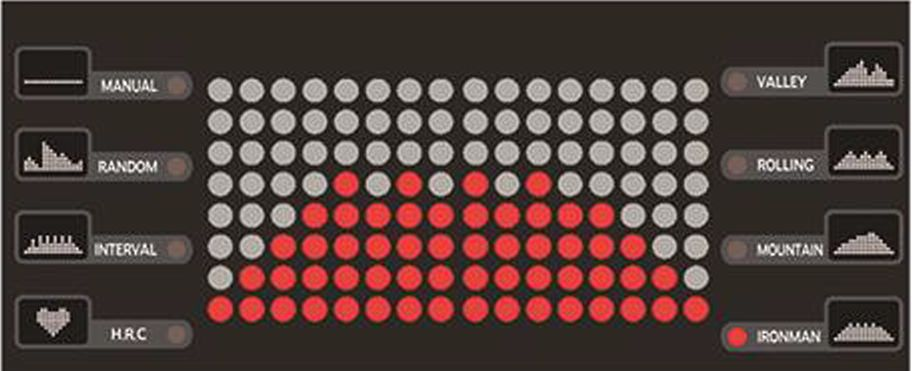 MANUAL
RANDOM
INTERVAL
H.R.C
VALLEY
ROLLING
MOUNTAIN
IRONMAN